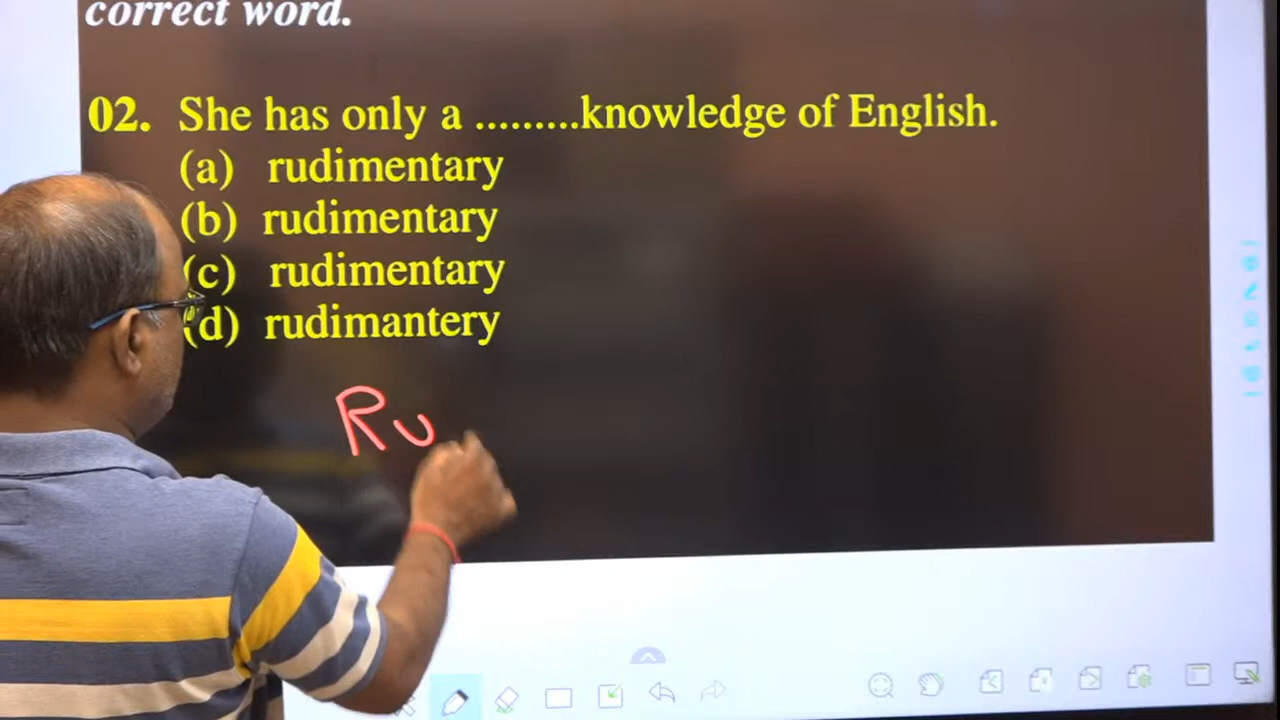 correct word.
02. She has only a .........knowledge of English.
(a) rudimentary
(b) rudimentary
(c) rudimentary
(d) rudimantery
Ru